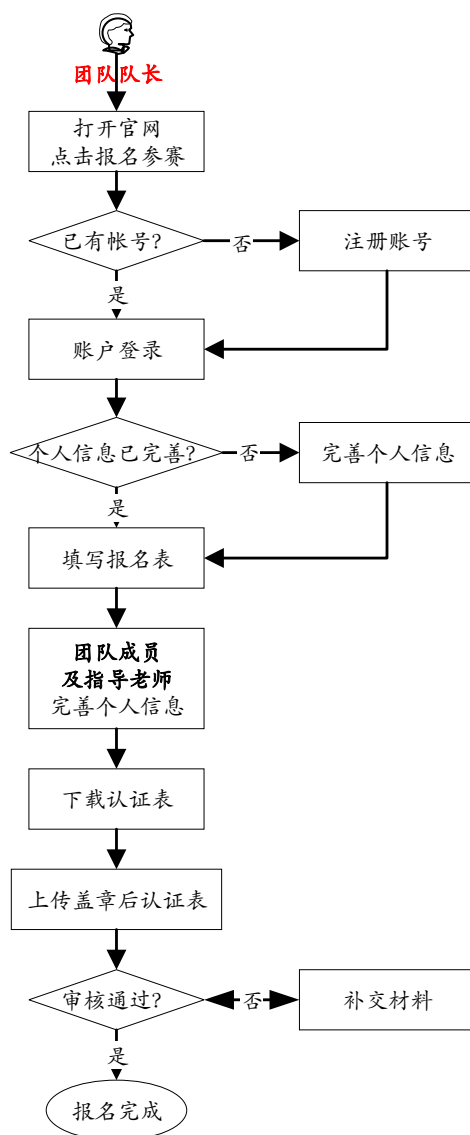 团队队长
打开官网
点击报名参赛
已有帐号?
否
注册账号
是
账户登录
个人信息已完善?
否
完善个人信息
是
填写报名表
团队成员
及指导老师
完善个人信息
下载认证表
上传盖章后认证表
审核通过?
否
补交材料
是
报名完成